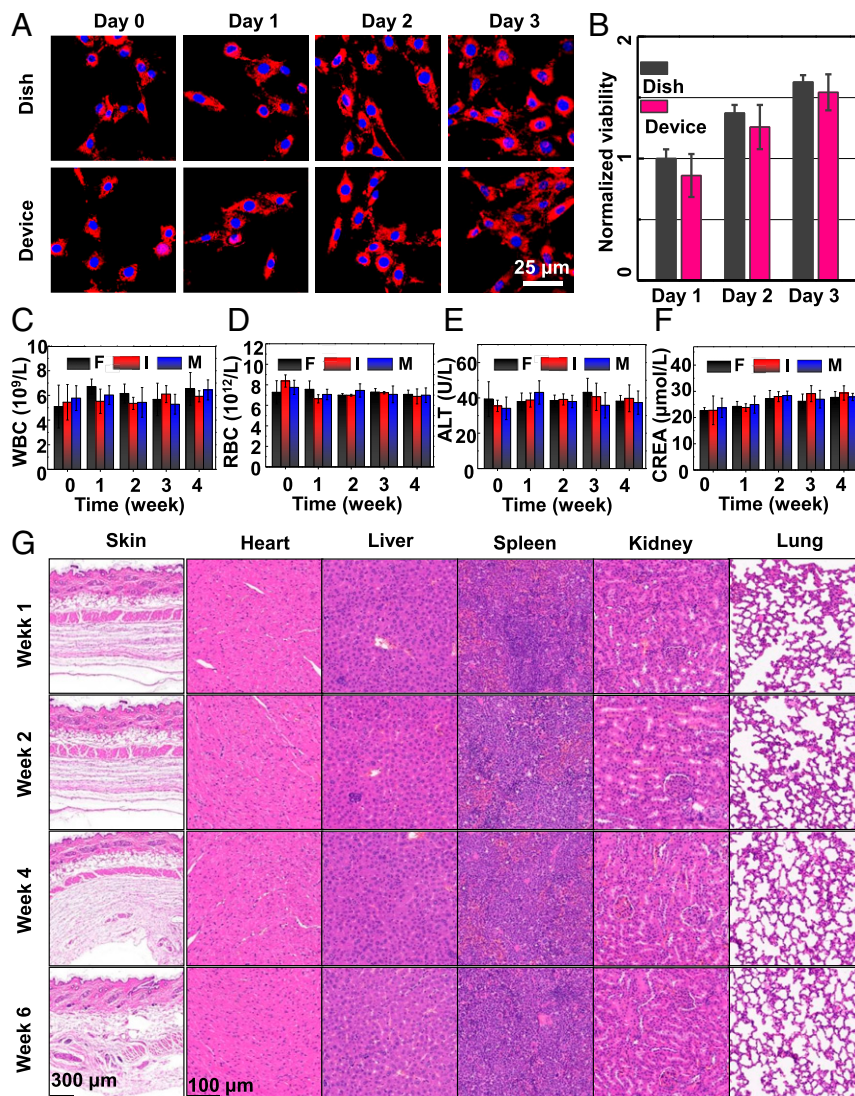 A
Day 0 Day 1 Day 2 Day 3
Dish
Device
25 µm
B
Normalized viability
2
1
0
Dish
Device
Day 1 Day 2 Day 3
C
WBC (10⁹/L)
10
8
6
4
2
0
F I M
0 1 2 3 4
Time (week)
D
RBC (10¹²/L)
12
10
8
6
4
2
0
F I M
0 1 2 3 4
Time (week)
E
ALT (U/L)
60
40
20
0
F I M
0 1 2 3 4
Time (week)
F
CREA (µmol/L)
40
30
20
10
0
F I M
0 1 2 3 4
Time (week)
G
Skin Heart Liver Spleen Kidney Lung
Wekk 1
Week 2
Week 4
Week 6
300 µm
100 µm